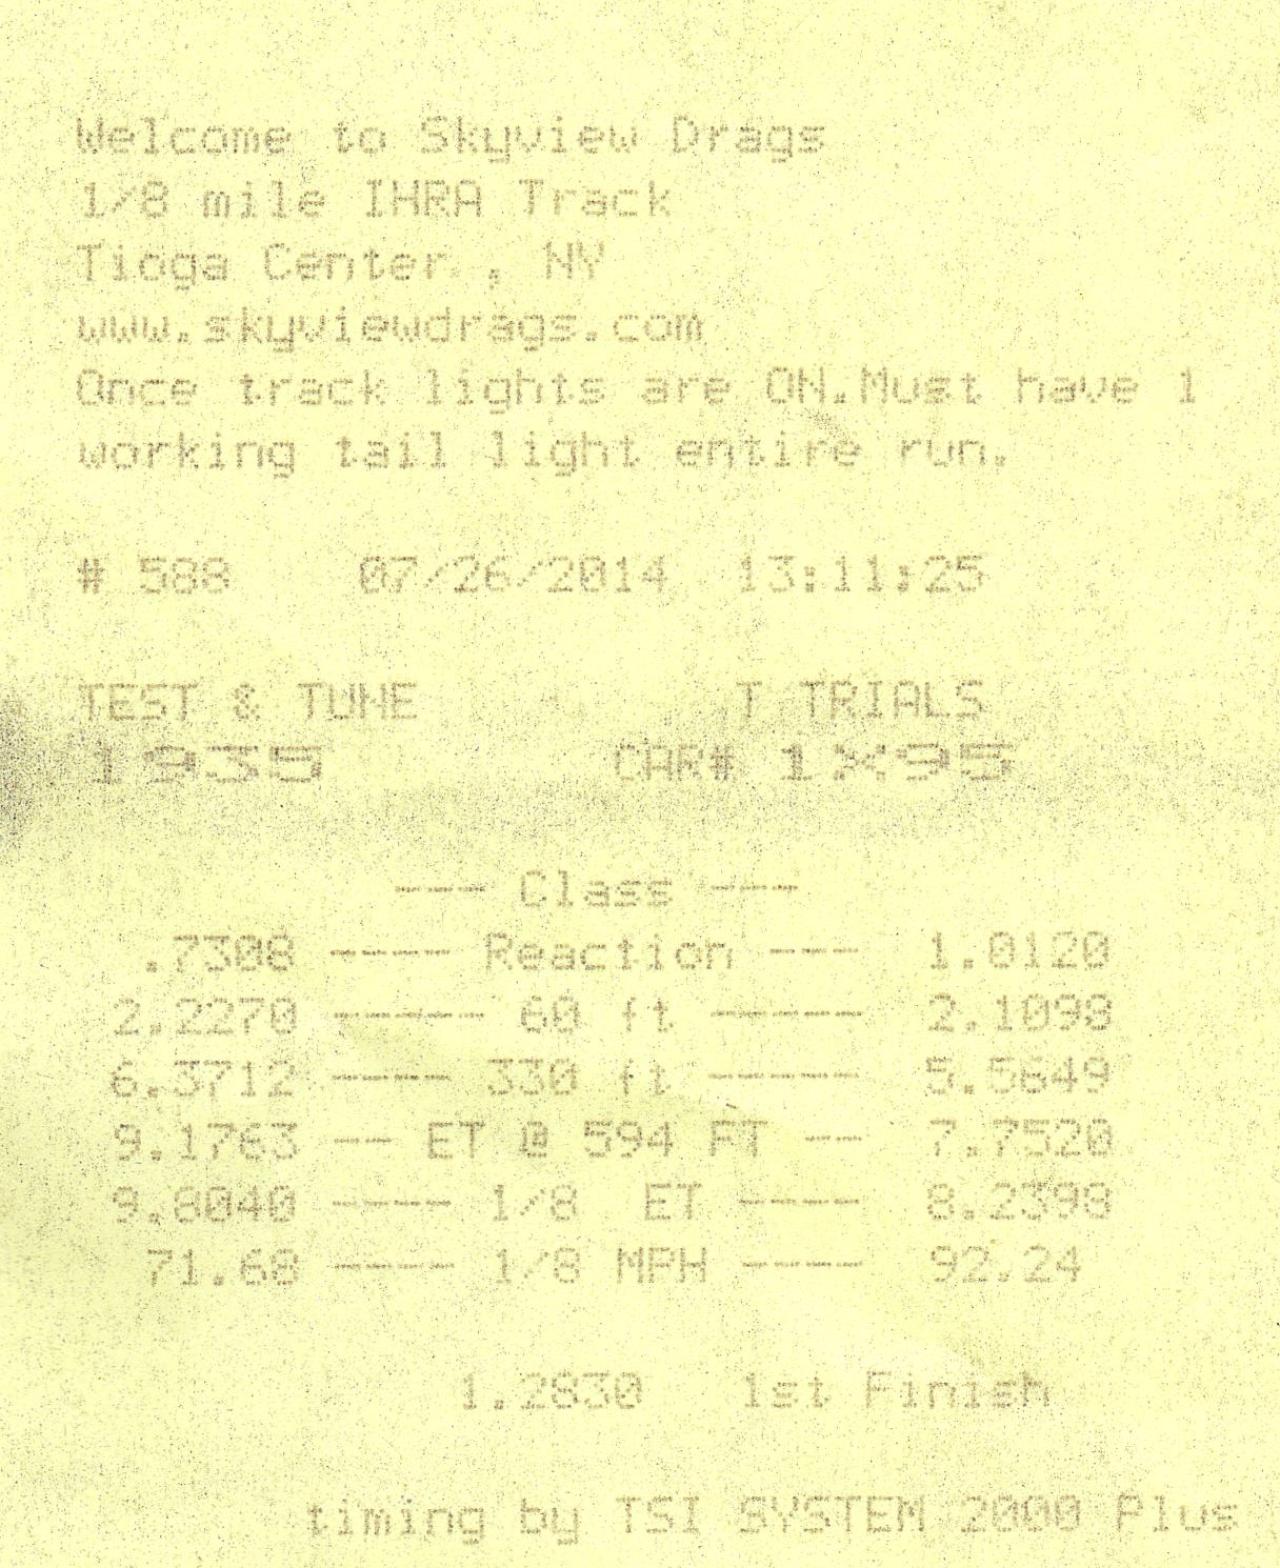 Welcome to Skyview Drags
1/8 mile IHRA Track
Tioga Center , NY
www.skyviewdrags.com
Once track lights are ON.Must have 1
working tail light entire run.
# 588 07/26/2014 13:11:25
TEST & TUNE T TRIALS
1935 CAR# 1X95
--- Class ---
.7308 ---- Reaction --- 1.0120
2.2270 ----- 60 ft ----- 2.1098
6.3712 ---- 330 ft ----- 5.5649
9.1763 -- ET @ 594 FT -- 7.7520
9.8040 ---- 1/8 ET ---- 8.2398
71.68 ---- 1/8 MPH ---- 92.24
1.2830 1st Finish
timing by TSI SYSTEM 2000 Plus